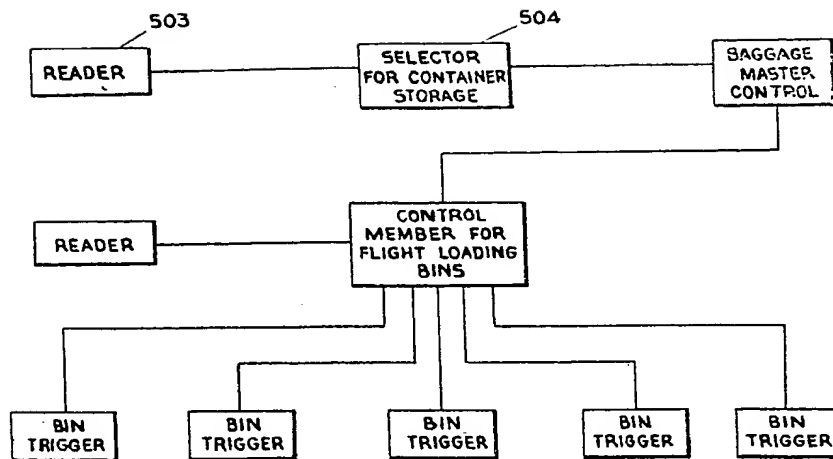 503
504
READER
SELECTOR
FOR CONTAINER
STORAGE
BAGGAGE
MASTER
CONTROL
READER
CONTROL
MEMBER FOR
FLIGHT LOADING
BINS
BIN
TRIGGER
BIN
TRIGGER
BIN
TRIGGER
BIN
TRIGGER
BIN
TRIGGER